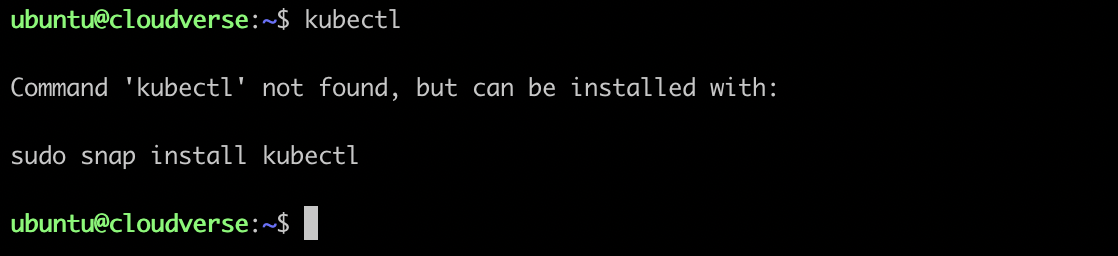 ubuntu@cloudverse:~$ kubectl
Command 'kubectl' not found, but can be installed with:
sudo snap install kubectl
ubuntu@cloudverse:~$